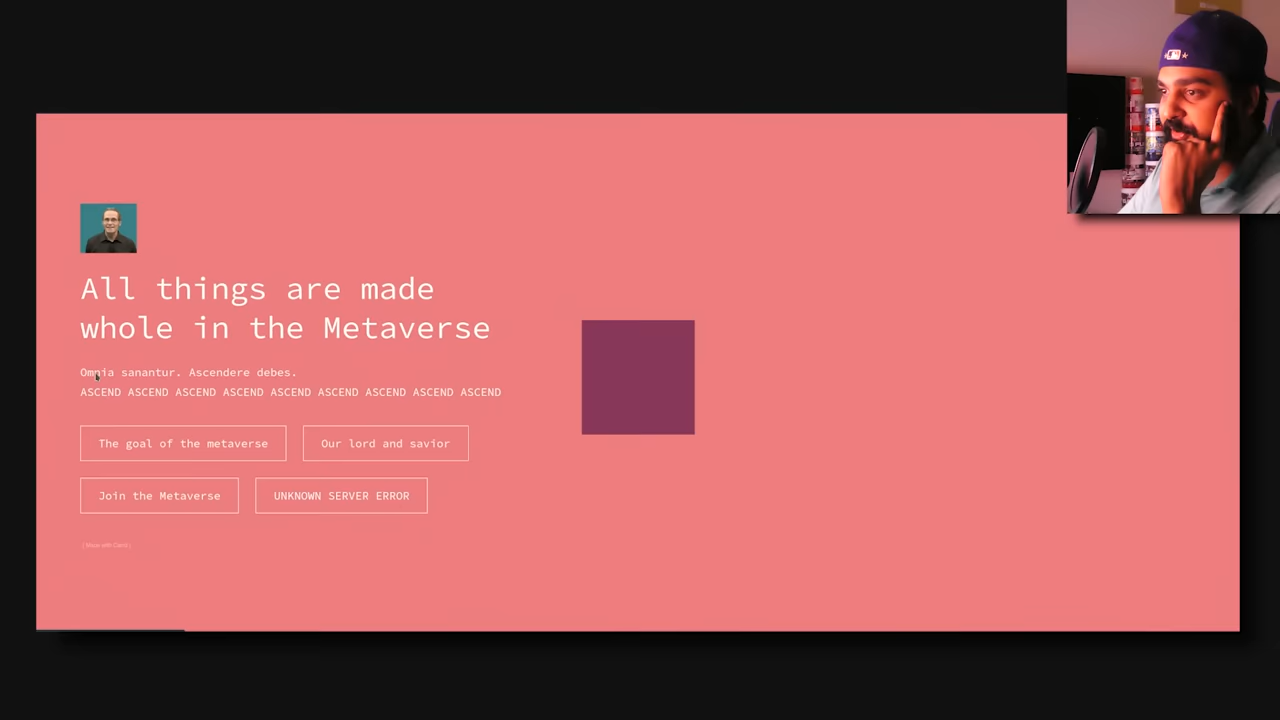 All things are made
whole in the Metaverse
Omnia sanantur. Ascendere debes.
ASCEND ASCEND ASCEND ASCEND ASCEND ASCEND ASCEND ASCEND ASCEND
The goal of the metaverse
Our lord and savior
Join the Metaverse
UNKNOWN SERVER ERROR